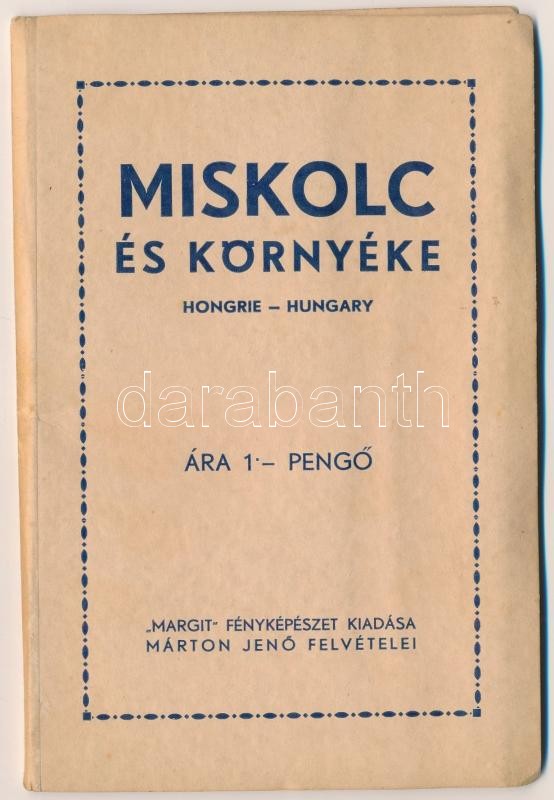 MISKOLC
ÉS KÖRNYÉKE
HONGRIE – HUNGARY
darabanth
ÁRA 1·– PENGŐ
„MARGIT" FÉNYKÉPÉSZET KIADÁSA
MÁRTON JENŐ FELVÉTELEI